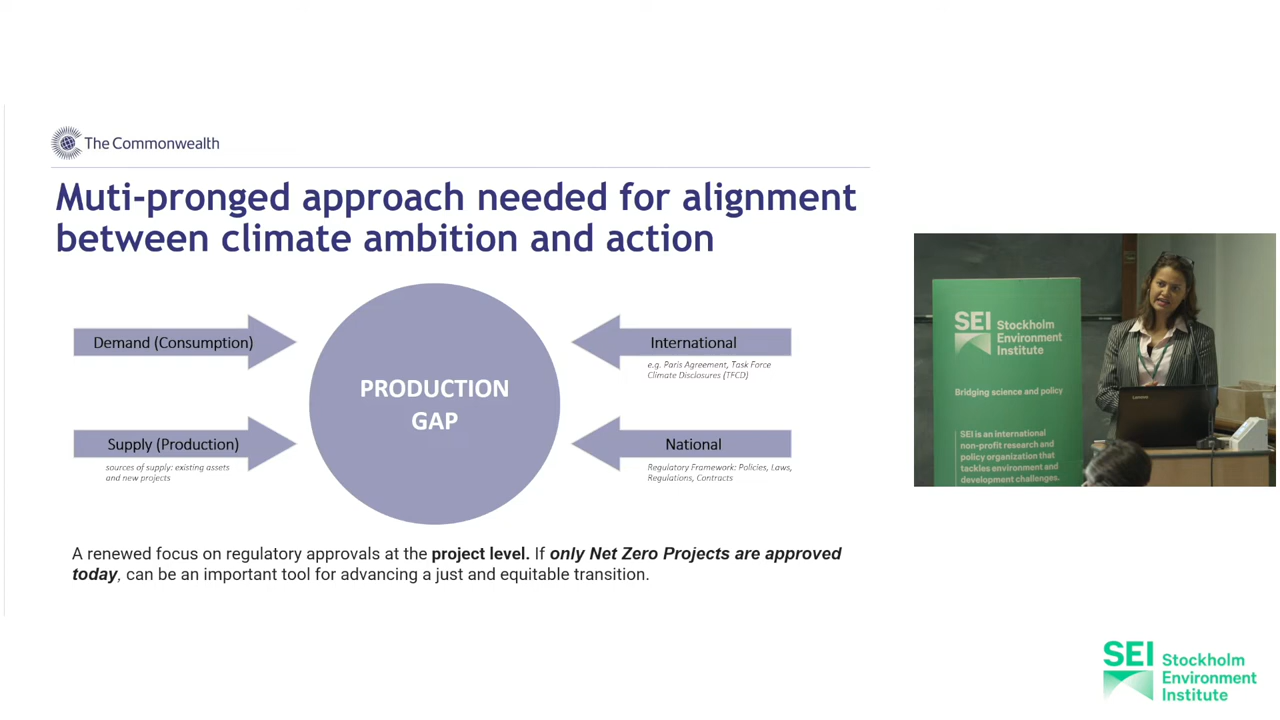 The Commonwealth
Muti-pronged approach needed for alignment
between climate ambition and action
Demand (Consumption)
Supply (Production)
sources of supply: existing assets
and new projects
PRODUCTION
GAP
International
e.g. Paris Agreement, Task Force
Climate Disclosures (TFCD)
National
Regulatory Framework: Policies, Laws,
Regulations, Contracts
A renewed focus on regulatory approvals at the project level. If only Net Zero Projects are approved
today, can be an important tool for advancing a just and equitable transition.
SEI Stockholm
Environment
Institute
Bridging science and policy
SEI is an international
non-profit research and
policy organization that
tackles environment and
development challenges.
Lenovo
SEI Stockholm
Environment
Institute